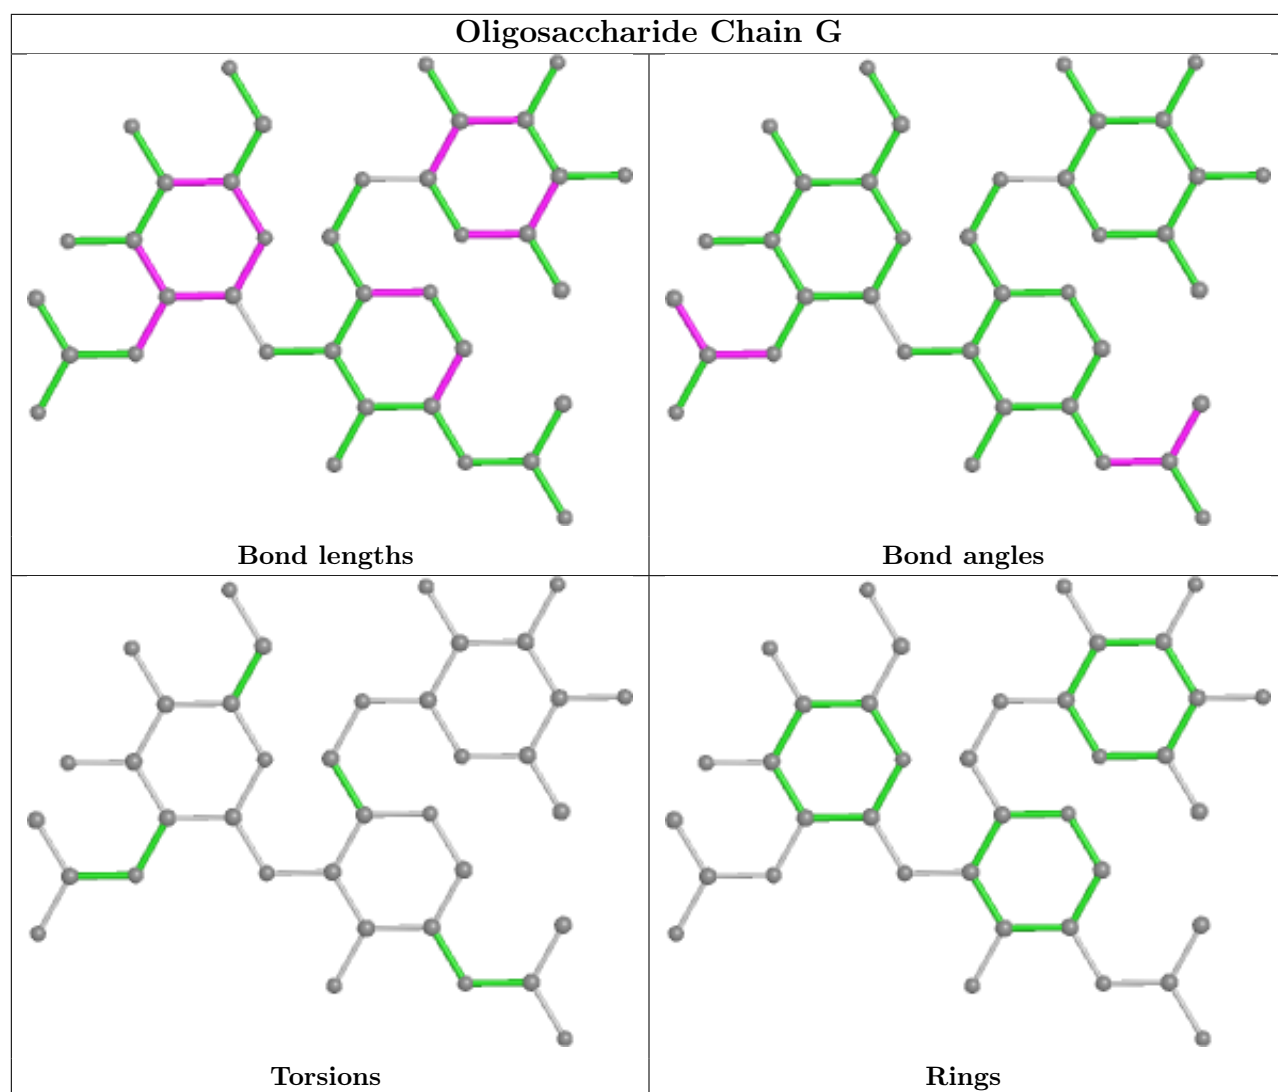 Oligosaccharide Chain G
Bond lengths
Bond angles
Torsions
Rings